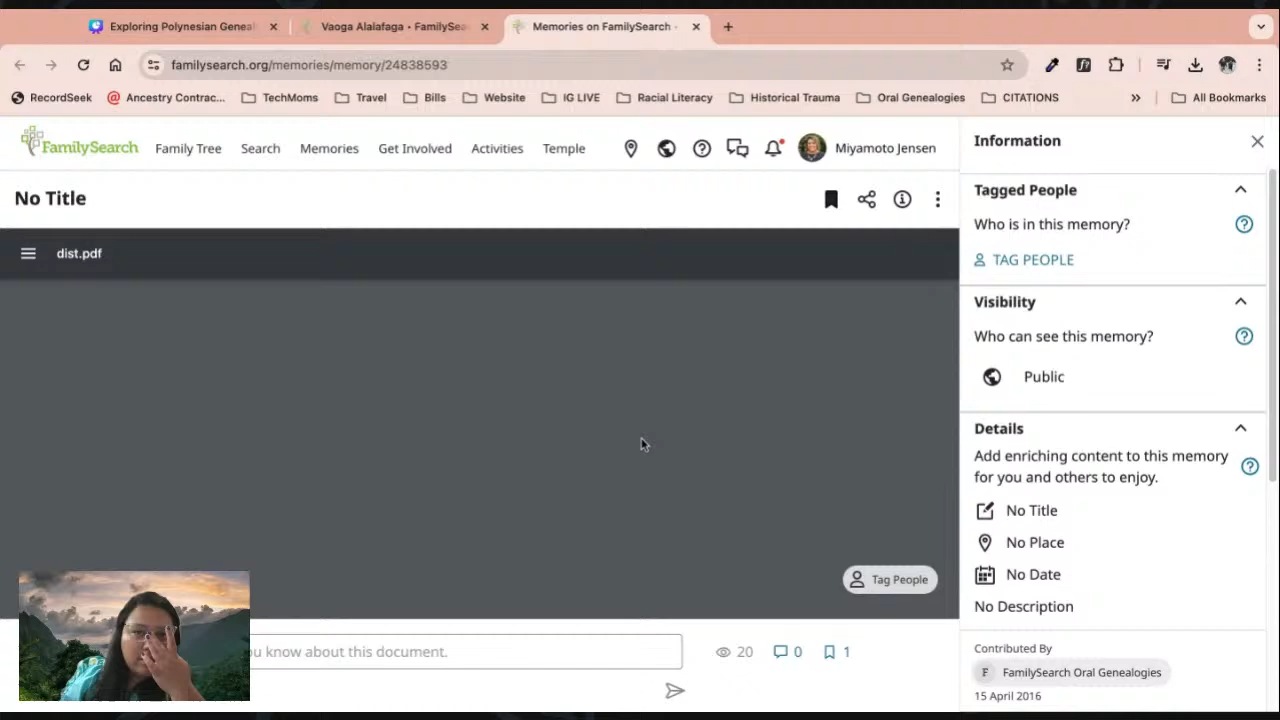 Exploring Polynesian Geneal
Vaoga Alalafaga • FamilySea
Memories on FamilySearch -
familysearch.org/memories/memory/24838593
RecordSeek
Ancestry Contrac...
TechMoms
Travel
Bills
Website
IG LIVE
Racial Literacy
Historical Trauma
Oral Genealogies
CITATIONS
»
All Bookmarks
FamilySearch
Family Tree
Search
Memories
Get Involved
Activities
Temple
Miyamoto Jensen
No Title
dist.pdf
Tag People
u know about this document.
20
0
1
Information
Tagged People
Who is in this memory?
TAG PEOPLE
Visibility
Who can see this memory?
Public
Details
Add enriching content to this memory
for you and others to enjoy.
No Title
No Place
No Date
No Description
Contributed By
F FamilySearch Oral Genealogies
15 April 2016